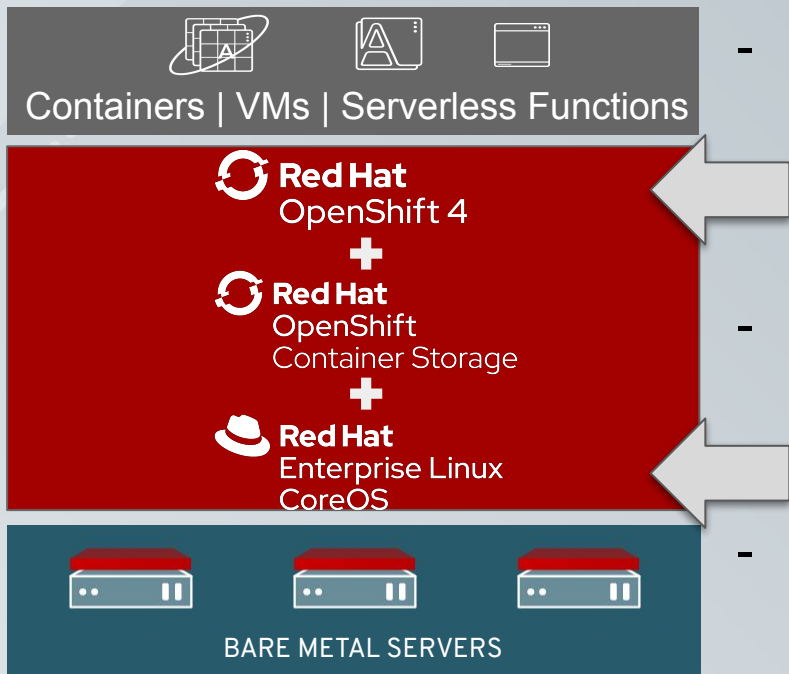 Containers | VMs | Serverless Functions
Red Hat
OpenShift 4
Red Hat
OpenShift
Container Storage
Red Hat
Enterprise Linux
CoreOS
BARE METAL SERVERS